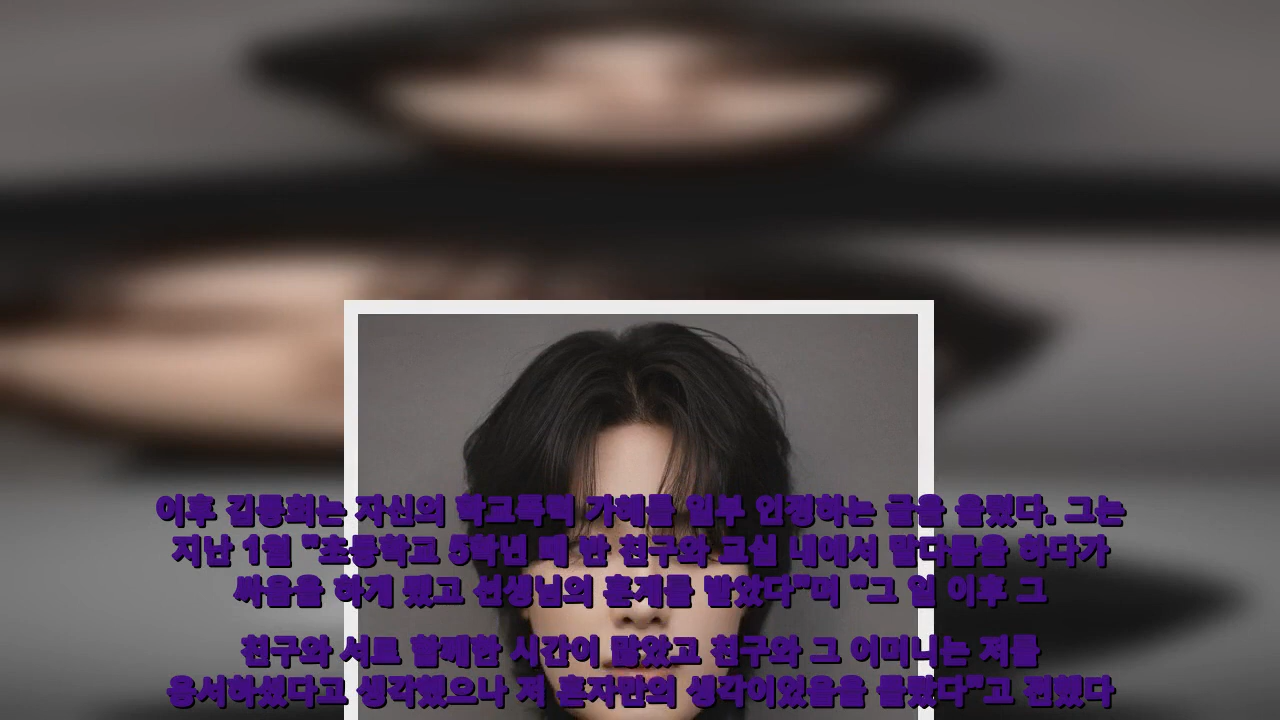 이후 김동희는 자신의 학교폭력 가해를 일부 인정하는 글을 올렸다. 그는
지난 1월 "초등학교 5학년 때 반 친구와 교실 내에서 말다툼을 하다가
싸움을 하게 됐고 선생님의 훈계를 받았다"며 "그 일 이후 그
친구와 서로 함께한 시간이 많았고 친구와 그 어머니는 저를
용서하셨다고 생각했으나 저 혼자만의 생각이었음을 몰랐다"고 전했다